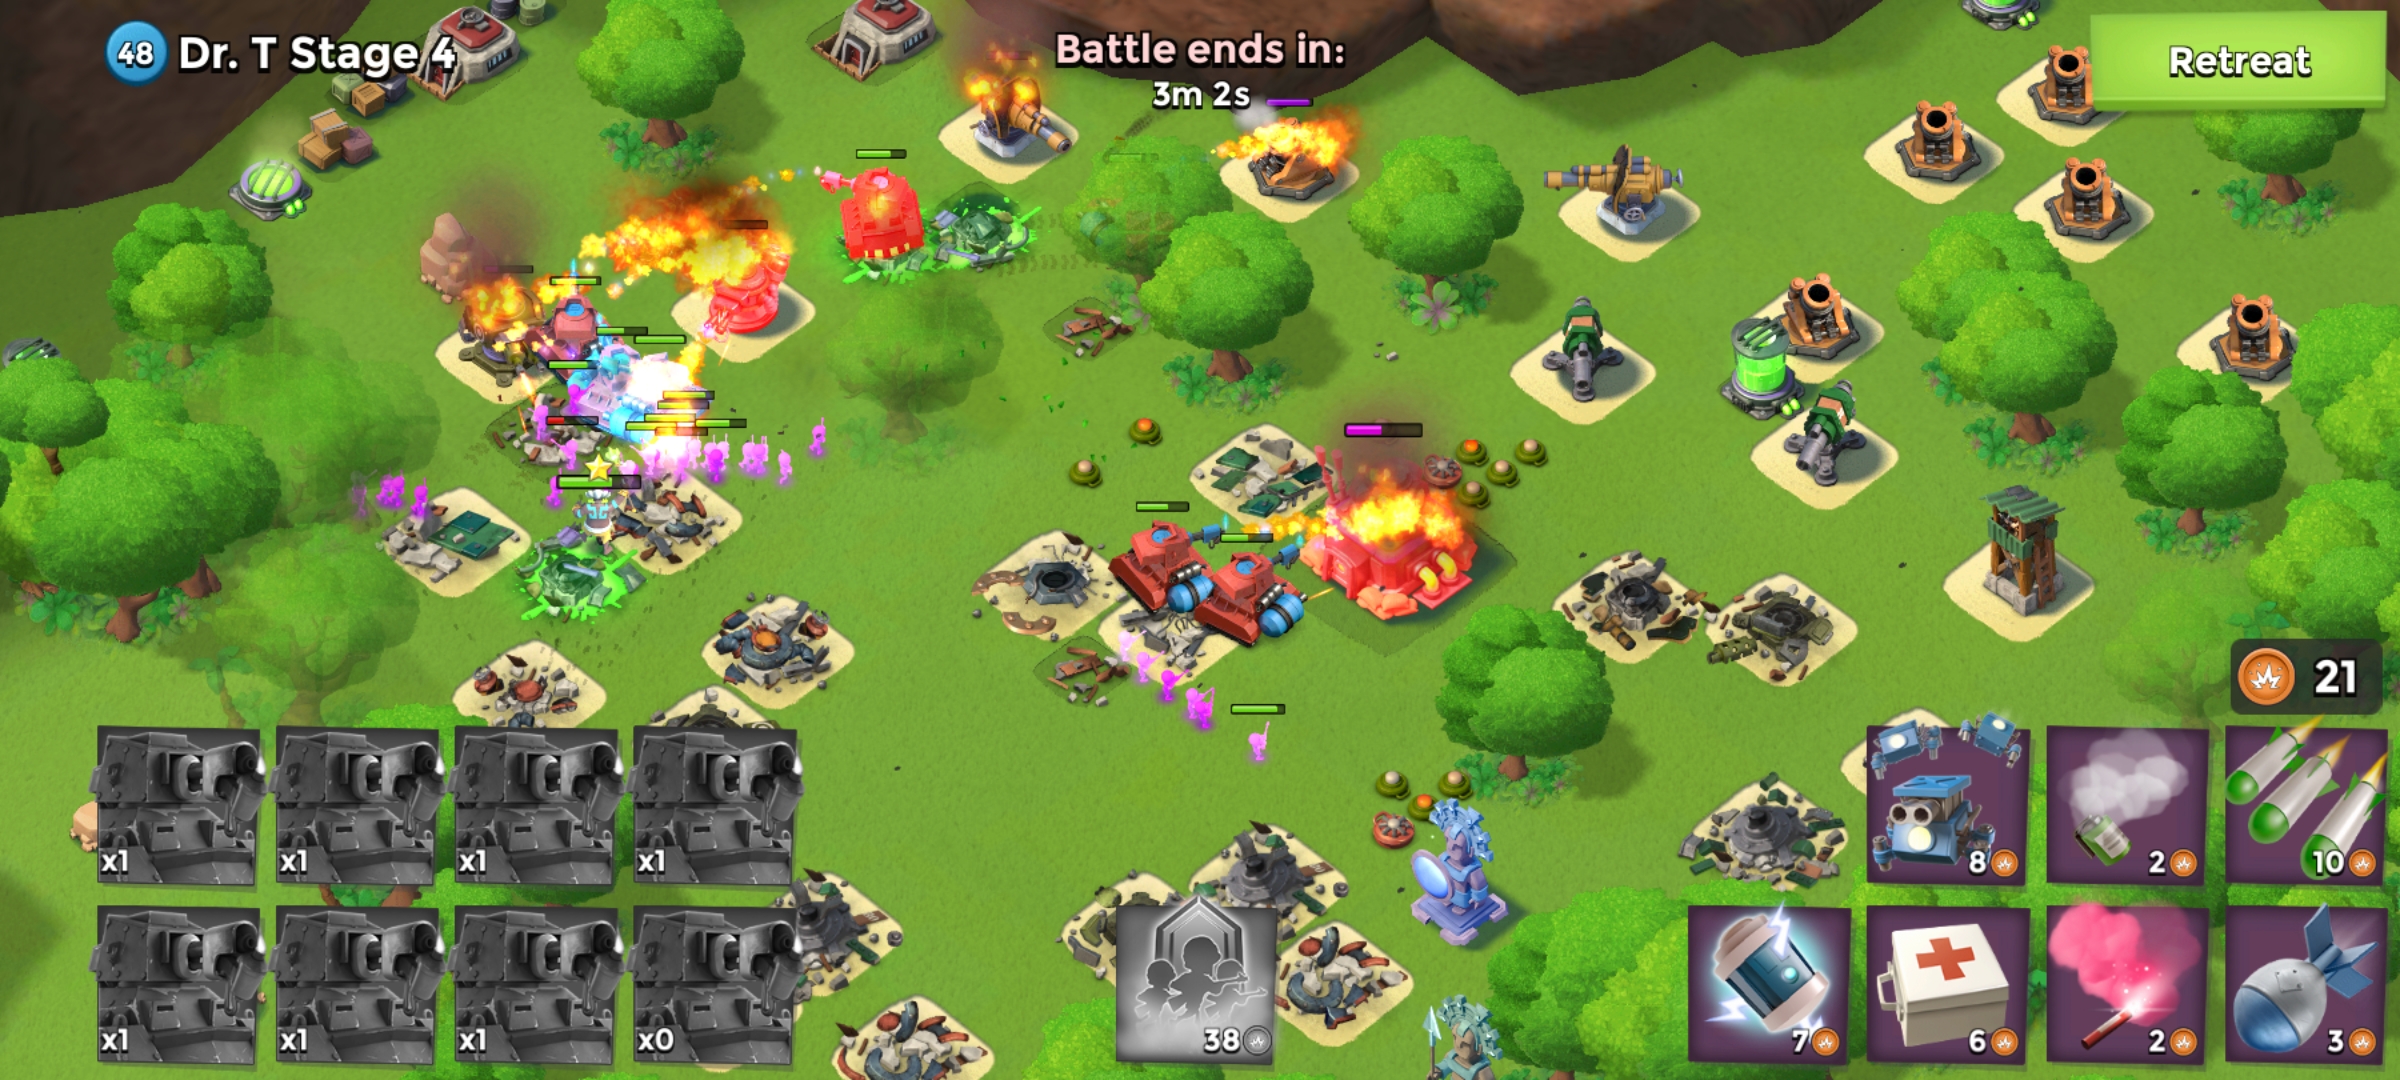 48 Dr. T Stage 4
Battle ends in:
3m 2s
Retreat
21
x1
x1
x1
x1
8
2
10
x1
x1
x1
x0
38
7
6
2
3